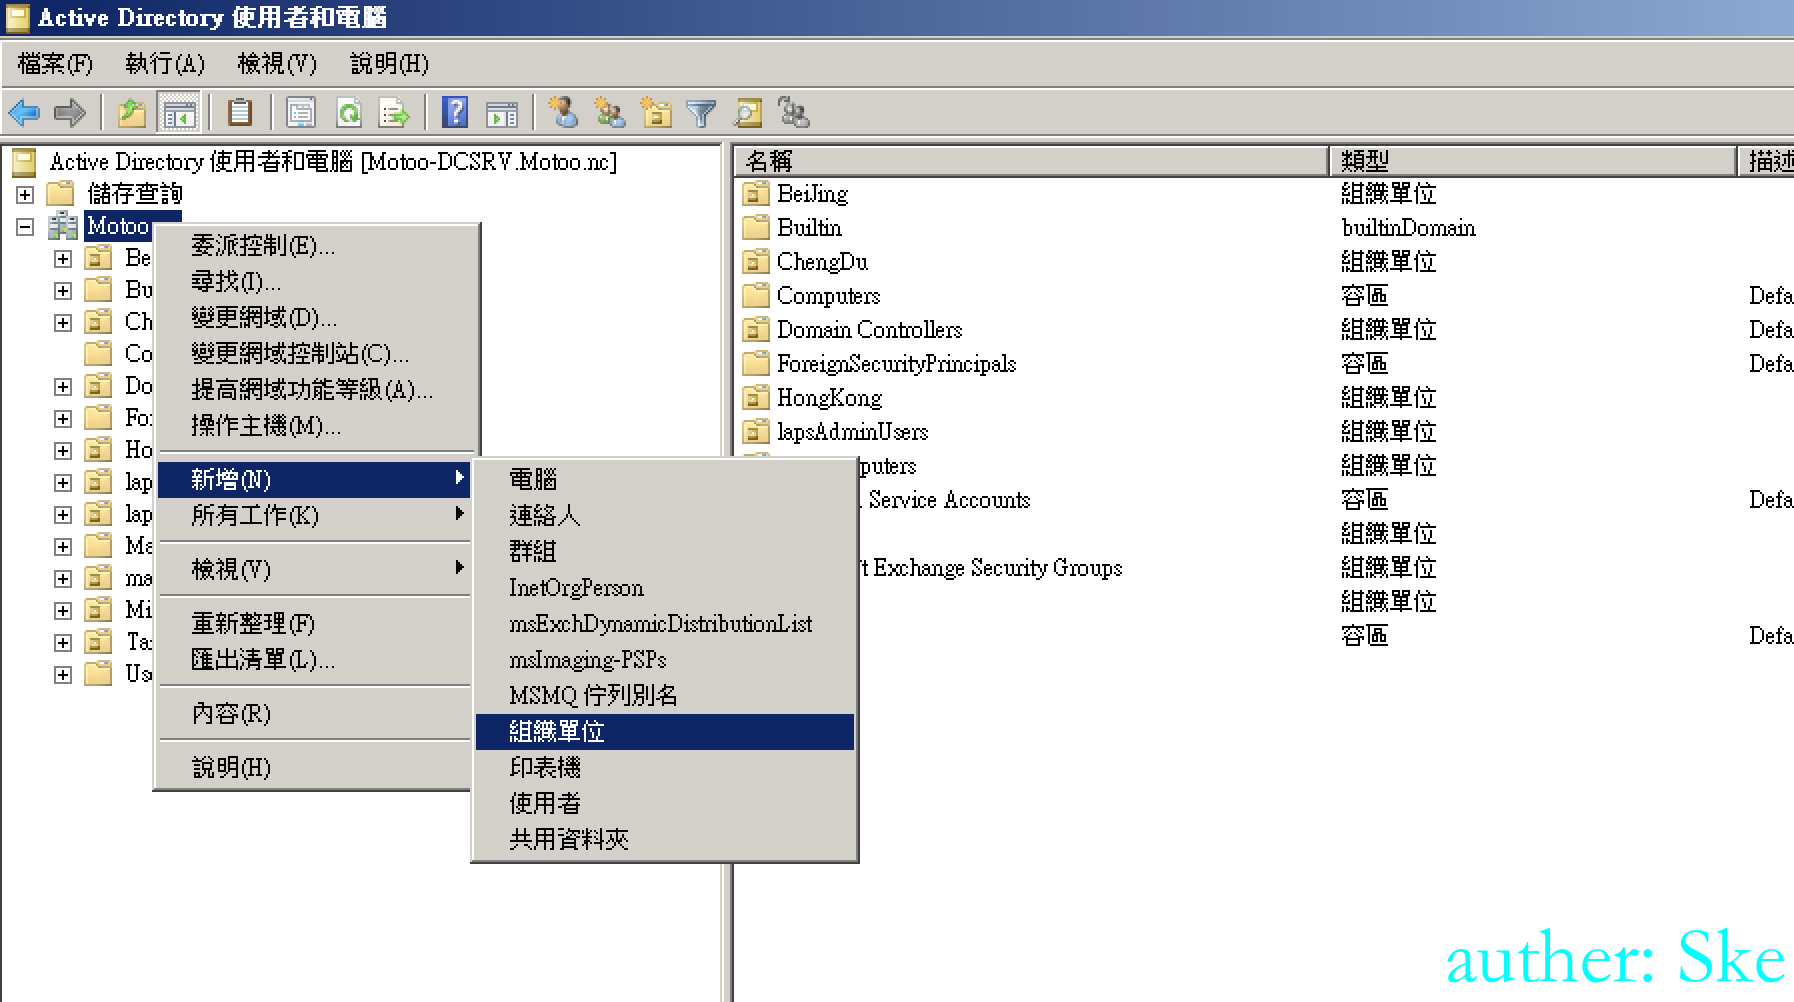 Active Directory 使用者和電腦
檔案(F) 執行(A) 檢視(V) 說明(H)
Active Directory 使用者和電腦 [Motoo-DCSRV.Motoo.nc]
儲存查詢
Motoo
Be
Bu
Ch
Co
Do
For
Ho
lap
lap
Ma
ma
Mi
Ta
Us
委派控制(E)...
尋找(I)...
變更網域(D)...
變更網域控制站(C)...
提高網域功能等級(A)...
操作主機(M)...
新增(N)
所有工作(K)
檢視(V)
重新整理(F)
匯出清單(L)...
內容(R)
說明(H)
電腦
連絡人
群組
InetOrgPerson
msExchDynamicDistributionList
msImaging-PSPs
MSMQ 佇列別名
組織單位
印表機
使用者
共用資料夾
名稱 類型 描述
BeiJing 組織單位
Builtin builtinDomain
ChengDu 組織單位
Computers 容區 Defa
Domain Controllers 組織單位 Defa
ForeignSecurityPrincipals 容區 Defa
HongKong 組織單位
lapsAdminUsers 組織單位
puters 組織單位
Service Accounts 容區 Defa
組織單位
ft Exchange Security Groups 組織單位
組織單位
容區 Defa
auther: Ske